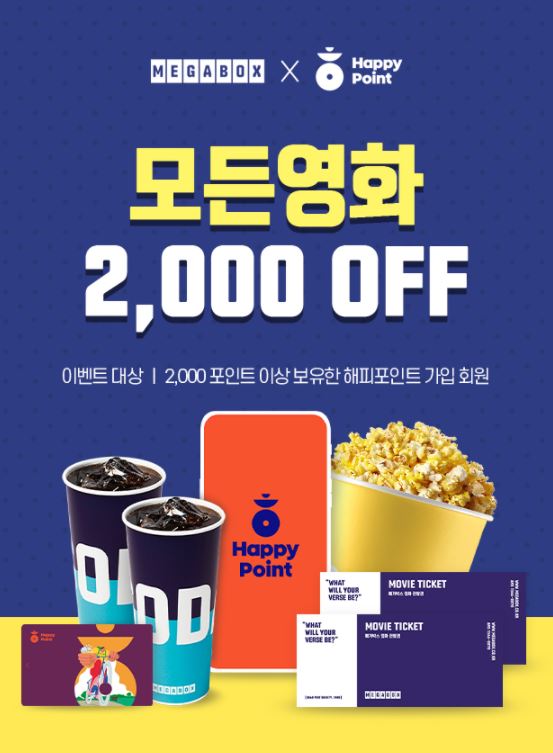 MEGABOX X Happy Point
모든영화
2,000 OFF
이벤트 대상 | 2,000 포인트 이상 보유한 해피포인트 가입 회원
OD
OD
Happy
Point
Happy
Point
"WHAT
WILL YOUR
VERSE BE?"
MOVIE TICKET
메가박스 영화 관람권
"WHAT
WILL YOUR
VERSE BE?"
MOVIE TICKET
메가박스 영화 관람권
MEGABOX
MEGABOX